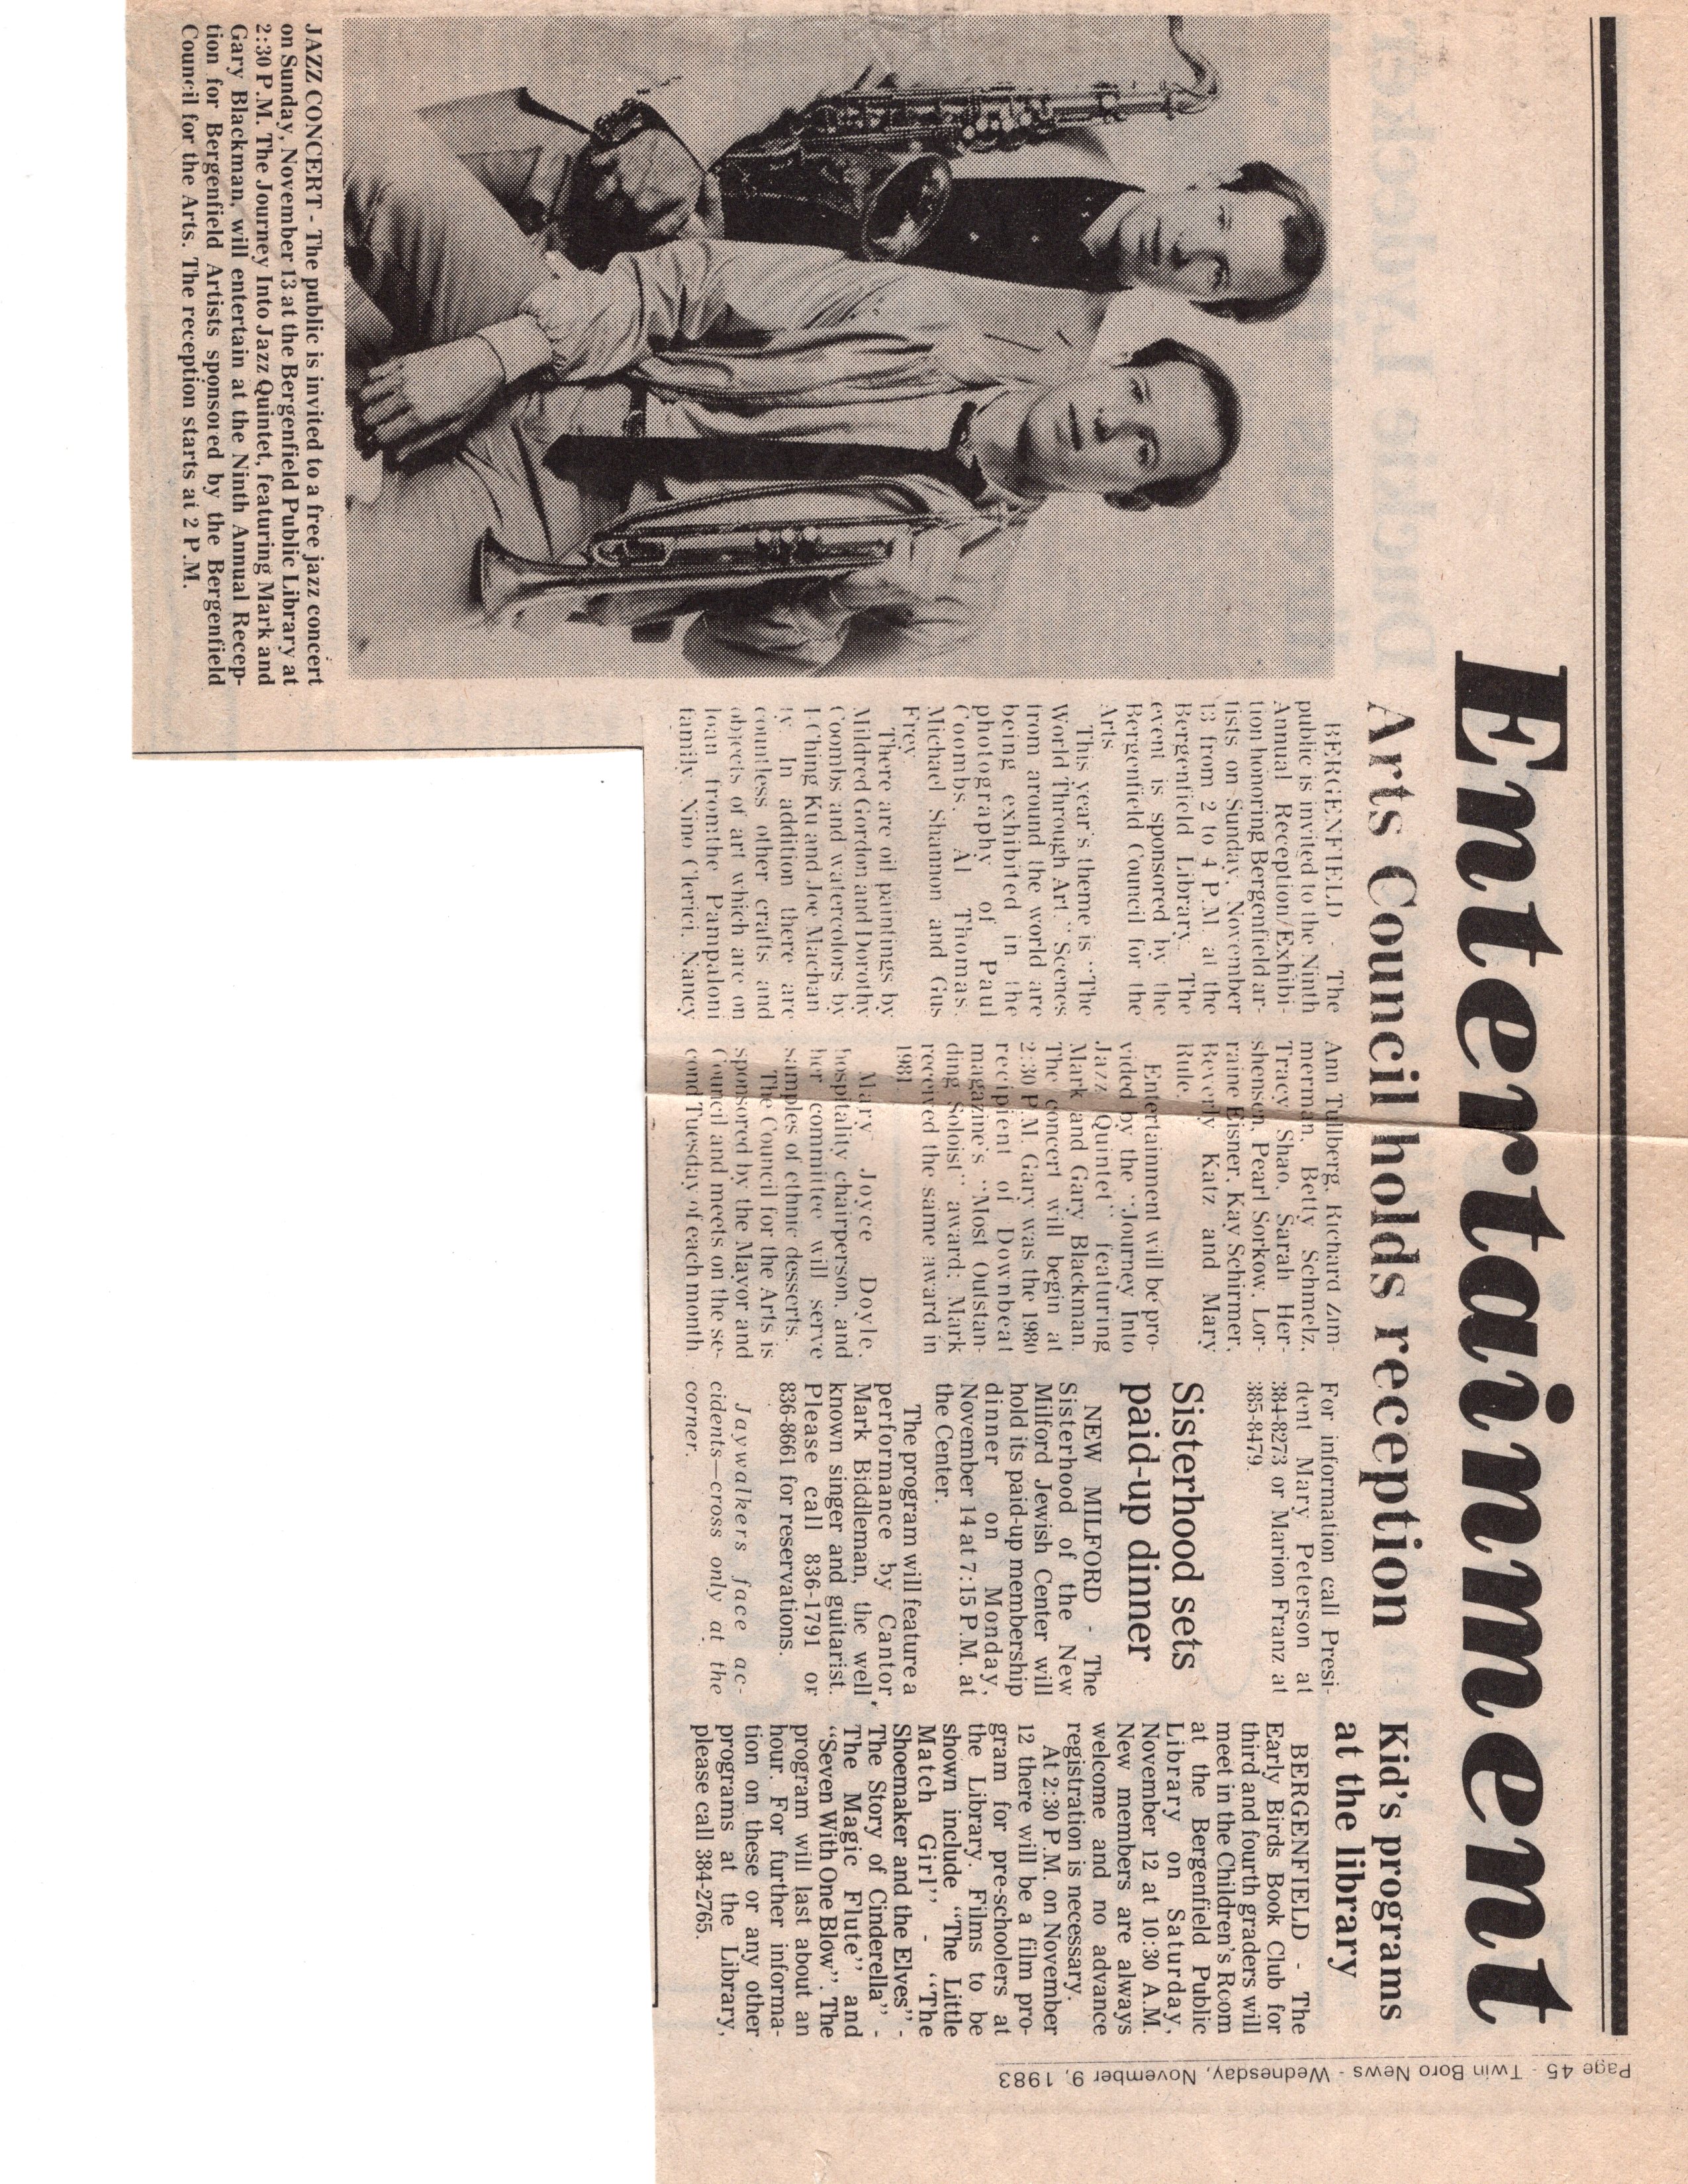 Page 45 - Twin Boro News - Wednesday, November 9, 1983
Entertainment
JAZZ CONCERT - The public is invited to a free jazz concert
on Sunday, November 13 at the Bergenfield Public Library at
2:30 P.M. The Journey Into Jazz Quintet, featuring Mark and
Gary Blackman, will entertain at the Ninth Annual Recep-
tion for Bergenfield Artists sponsored by the Bergenfield
Council for the Arts. The reception starts at 2 P.M.
Arts Council holds reception
BERGENFIELD - The
public is invited to the Ninth
Annual Reception/Exhibi-
tion honoring Bergenfield ar-
tists on Sunday, November
13 from 2 to 4 P.M. at the
Bergenfield Library. The
event is sponsored by the
Bergenfield Council for the
Arts.
This year's theme is "The
World Through Art." Scenes
from around the world are
being exhibited in the
photography of Paul
Coombs, Al Thomas,
Michael Shannon and Gus
Frey.
There are oil paintings by
Mildred Gordon and Dorothy
Coombs and watercolors by
I-Ching Ku and Joe Machan
ty. In addition there are
countless other crafts and
objects of art which are on
loan from the Pampaloni
family, Nino Clerici, Nancy
Ann Tullberg, Richard Zim-
merman, Betty Schmelz,
Tracy Shao, Sarah Her-
shensen, Pearl Sorkow, Lor-
raine Eisner, Kay Schirmer,
Beverly Katz and Mary
Rule.
Entertainment will be pro-
vided by the "Journey Into
Jazz Quintet" featuring
Mark and Gary Blackman.
The concert will begin at
2:30 P.M. Gary was the 1980
recipient of Downbeat
magazine's "Most Outstan-
ding Soloist" award; Mark
received the same award in
1981.
Mary Joyce Doyle,
hospitality chairperson, and
her committee will serve
samples of ethnic desserts.
The Council for the Arts is
sponsored by the Mayor and
Council and meets on the se-
cond Tuesday of each month.
For information call Presi-
dent Mary Peterson at
384-8273 or Marion Franz at
385-8479.
Sisterhood sets
paid-up dinner
NEW MILFORD - The
Sisterhood of the New
Milford Jewish Center will
hold its paid-up membership
dinner on Monday,
November 14 at 7:15 P.M. at
the Center.
The program will feature a
performance by Cantor
Mark Biddleman, the well
known singer and guitarist.
Please call 836-1791 or
836-8661 for reservations.
Jaywalkers face ac-
cidents—cross only at the
corner.
Kid's programs
at the library
BERGENFIELD - The
Early Birds Book Club for
third and fourth graders will
meet in the Children's Room
at the Bergenfield Public
Library on Saturday,
November 12 at 10:30 A.M.
New members are always
welcome and no advance
registration is necessary.
At 2:30 P.M. on November
12 there will be a film pro-
gram for pre-schoolers at
the Library. Films to be
shown include "The Little
Match Girl" - "The
Shoemaker and the Elves" -
The Story of Cinderella" -
The Magic Flute" and
"Seven With One Blow". The
program will last about an
hour. For further informa-
tion on these or any other
programs at the Library,
please call 384-2765.